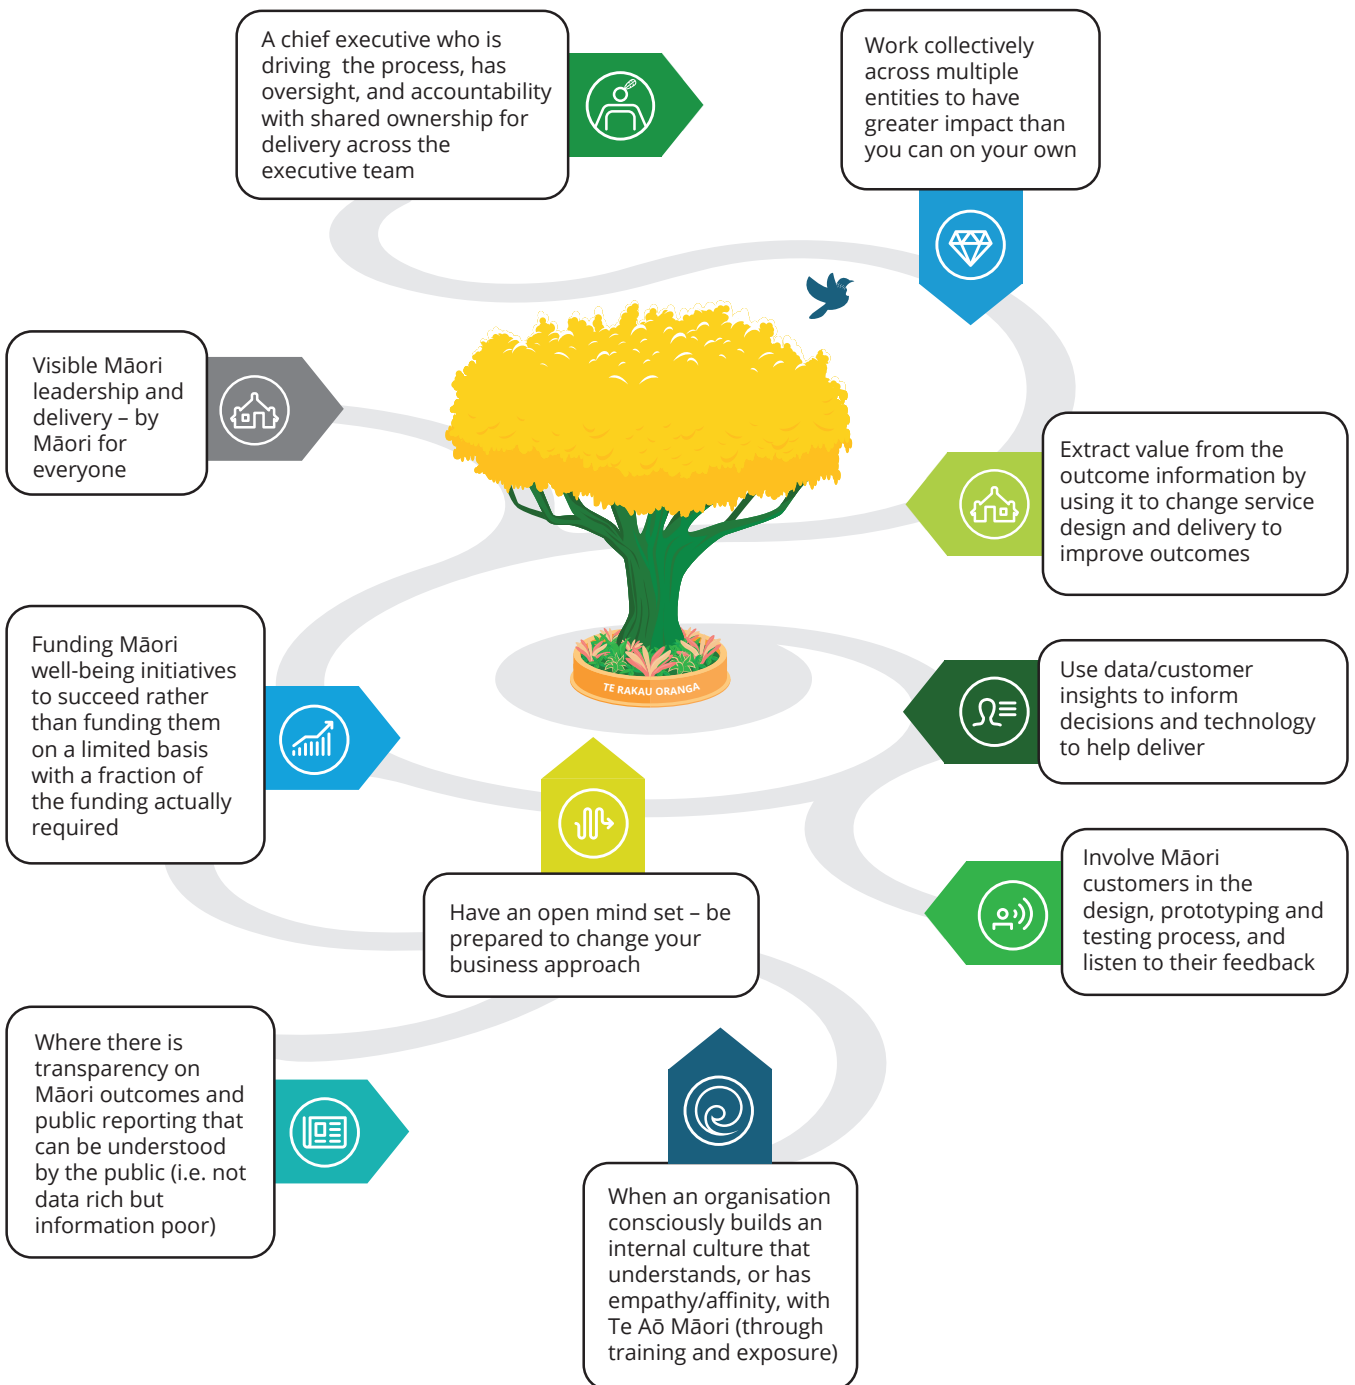 A chief executive who is
driving the process, has
oversight, and accountability
with shared ownership for
delivery across the
executive team
Work collectively
across multiple
entities to have
greater impact than
you can on your own
Visible Māori
leadership and
delivery – by
Māori for
everyone
Extract value from the
outcome information by
using it to change service
design and delivery to
improve outcomes
Funding Māori
well-being initiatives
to succeed rather
than funding them
on a limited basis
with a fraction of
the funding actually
required
TE RAKAU ORANGA
Use data/customer
insights to inform
decisions and technology
to help deliver
Have an open mind set – be
prepared to change your
business approach
Involve Māori
customers in the
design, prototyping and
testing process, and
listen to their feedback
Where there is
transparency on
Māori outcomes and
public reporting that
can be understood
by the public (i.e. not
data rich but
information poor)
When an organisation
consciously builds an
internal culture that
understands, or has
empathy/affinity, with
Te Aō Māori (through
training and exposure)